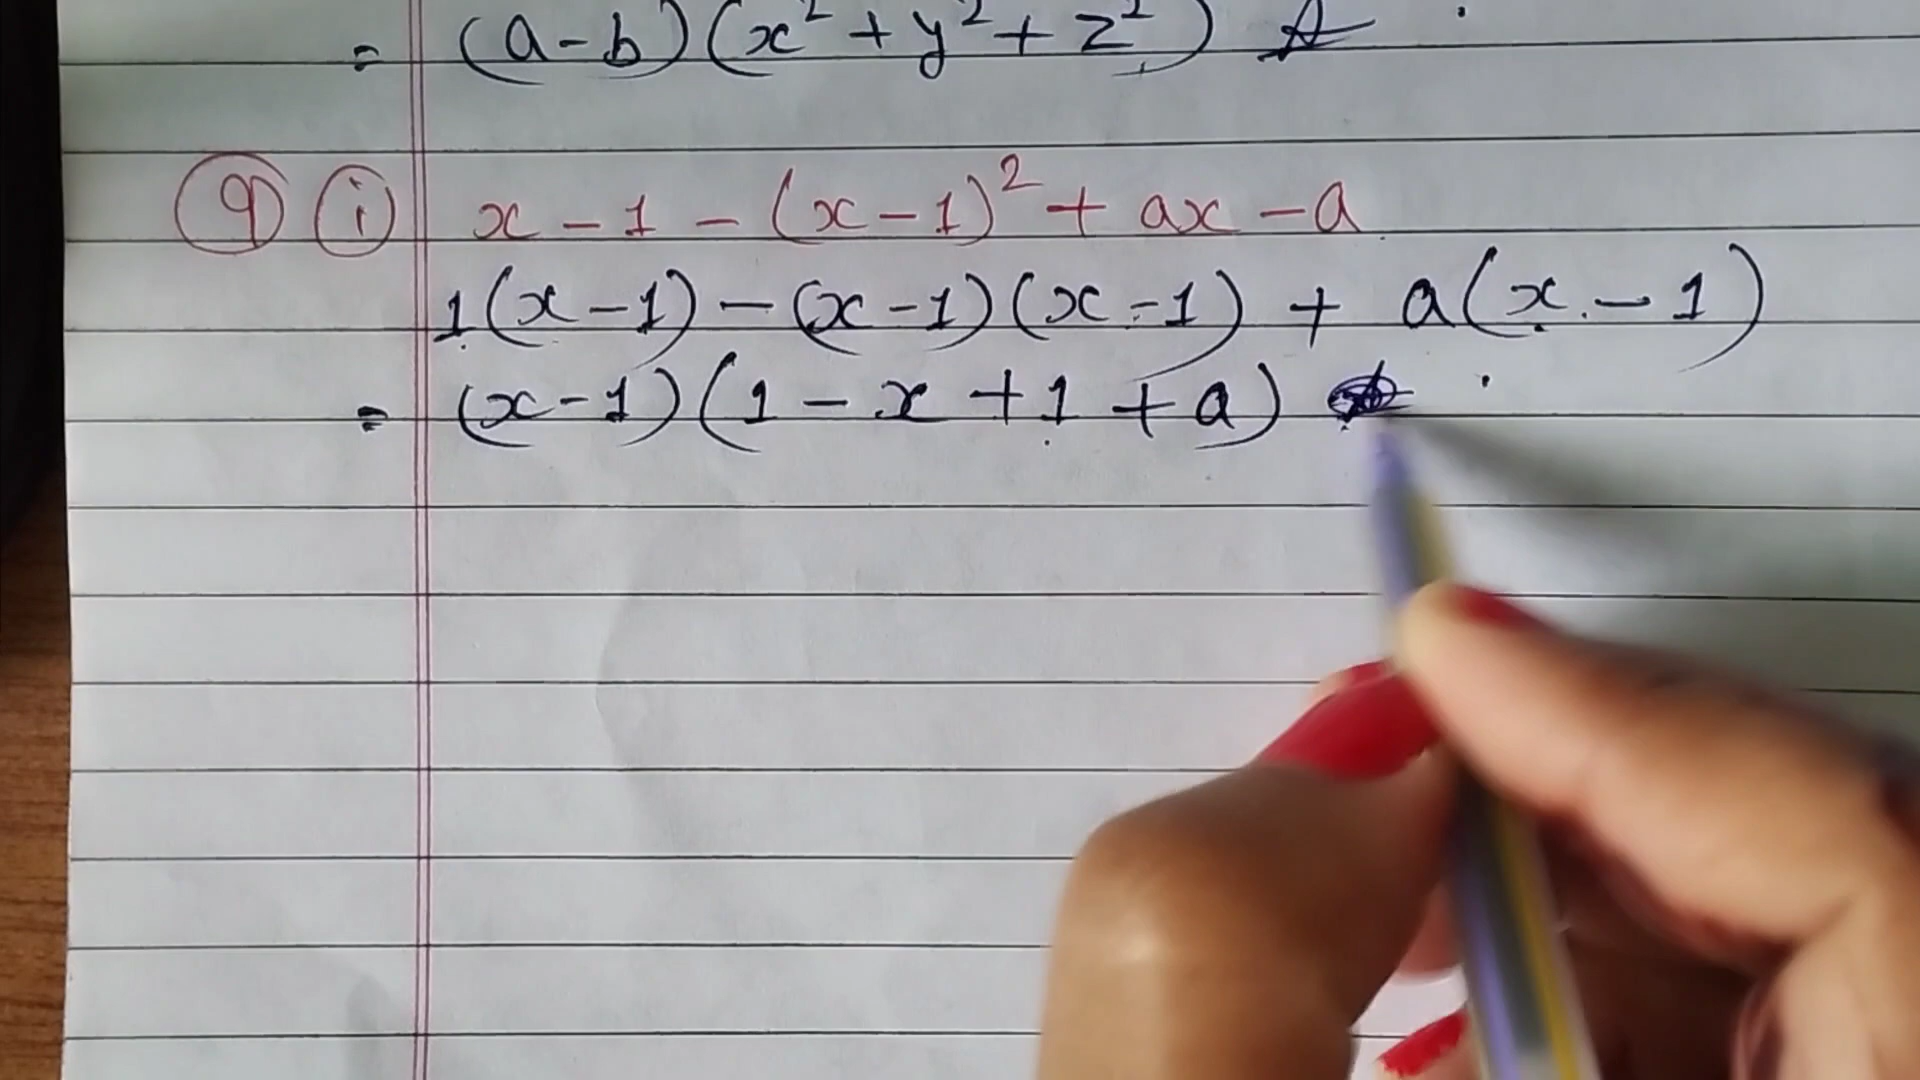 = (a-b)(x²+y²+z²)
9 i x-1-(x-1)²+ax-a
1(x-1)-(x-1)(x-1)+a(x-1)
= (x-1)(1-x+1+a)